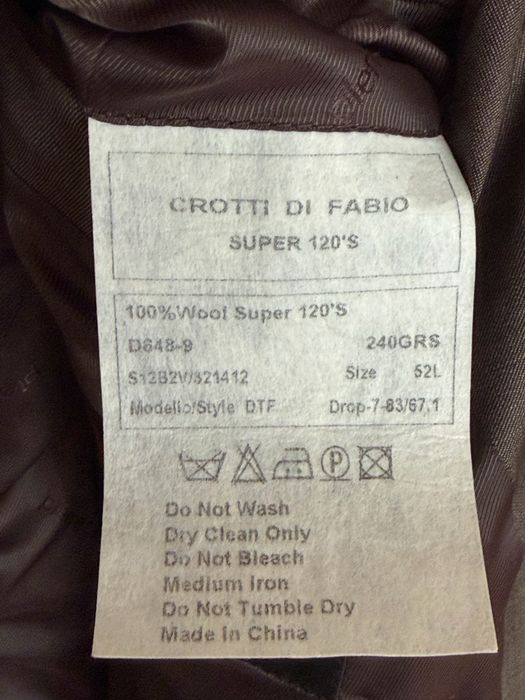 CROTTI DI FABIO
SUPER 120'S
100%Wool Super 120'S
D648-9 240GRS
S12B2W321412 Size 52L
Modello/Style DTF Drop-7-83/67.1
P
Do Not Wash
Dry Clean Only
Do Not Bleach
Medium Iron
Do Not Tumble Dry
Made In China